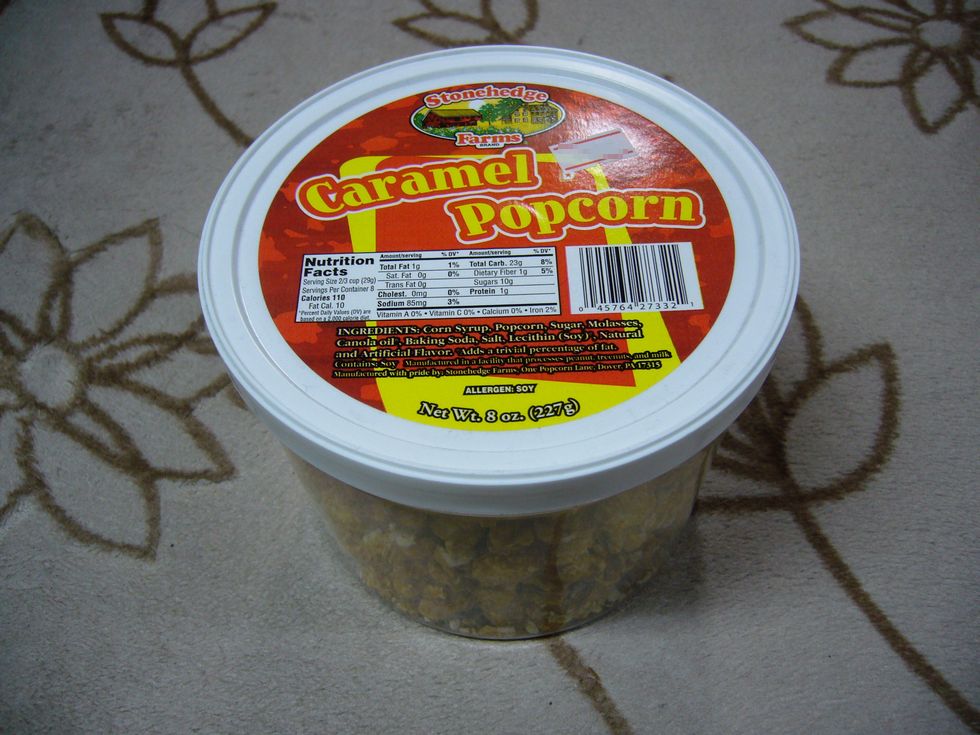 Stonehedge
Farms
BRAND
Caramel
Popcorn
Nutrition
Facts
Serving Size 2/3 cup (29g)
Servings Per Container 8
Calories 110
Fat Cal. 10
*Percent Daily Values (DV) are
based on a 2,000 calorie diet.
Amount/serving % DV* Amount/serving % DV*
Total Fat 1g 1% Total Carb. 23g 8%
Sat. Fat 0g 0% Dietary Fiber 1g 5%
Trans Fat 0g Sugars 10g
Cholest. 0mg 0% Protein 1g
Sodium 85mg 3%
Vitamin A 0% • Vitamin C 0% • Calcium 0% • Iron 2%
0 45764 27332 1
INGREDIENTS: Corn Syrup, Popcorn, Sugar, Molasses,
Canola oil*, Baking Soda, Salt, Lecithin (Soy), Natural
and Artificial Flavor. *Adds a trivial percentage of fat.
Contains: Soy Manufactured in a facility that processes peanut, treenuts, and milk
Manufactured with pride by: Stonehedge Farms, One Popcorn Lane, Dover, PA 17315
ALLERGEN: SOY
Net Wt. 8 oz. (227g)